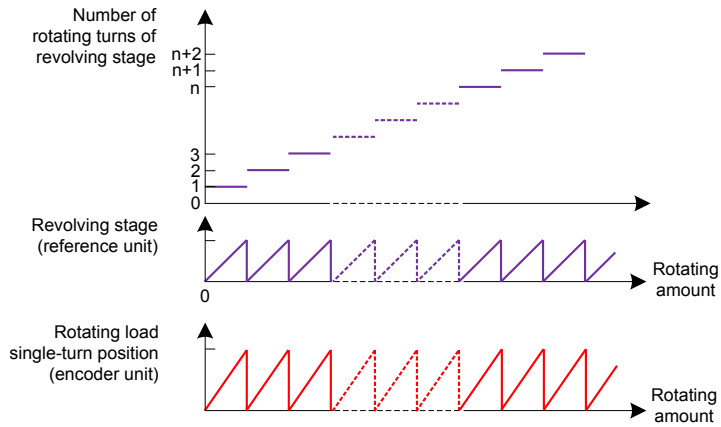 Number of
rotating turns of
revolving stage
n+2
n+1
n
3
2
1
0
Revolving stage
(reference unit)
0
Rotating
amount
Rotating load
single-turn position
(encoder unit)
Rotating
amount